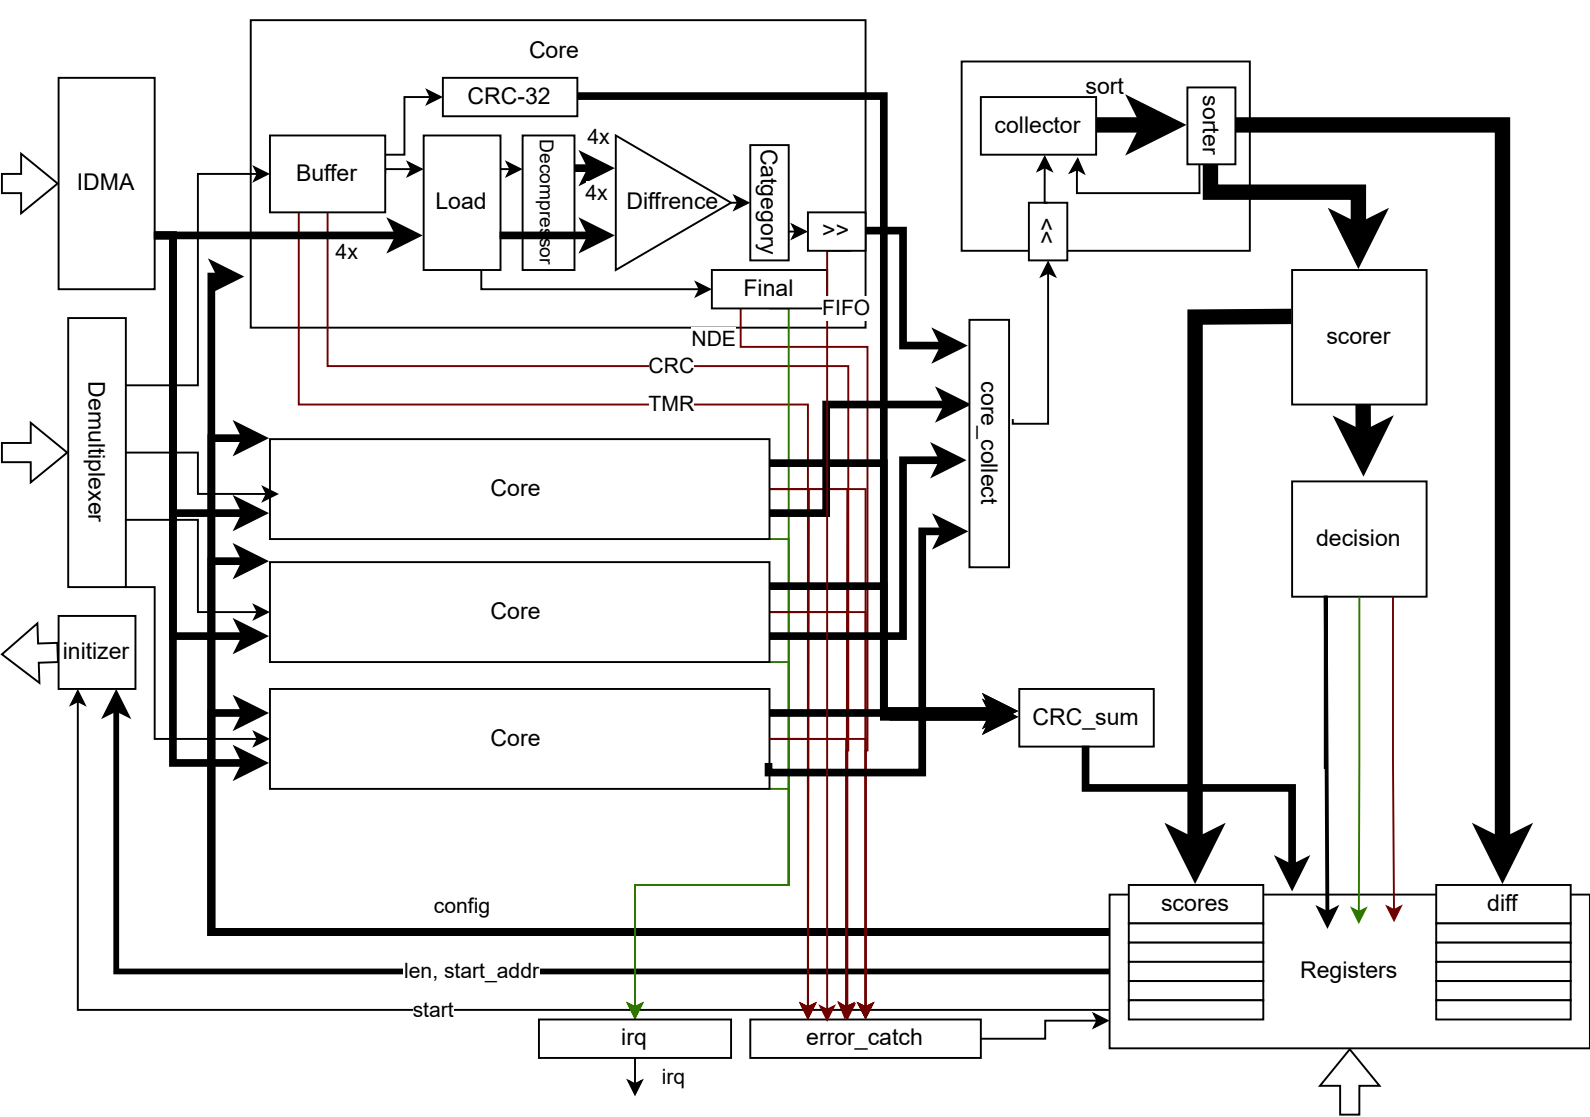 Core
CRC-32
sort
collector
sorter
4x
Buffer
Decompressor
Catgegory
IDMA
4x
Load
Diffrence
>>
>>
4x
Final
FIFO
NDE
CRC
TMR
scorer
Demultiplexer
core_collect
Core
decision
Core
initizer
Core
CRC_sum
config
scores
diff
len, start_addr
Registers
start
irq
error_catch
irq